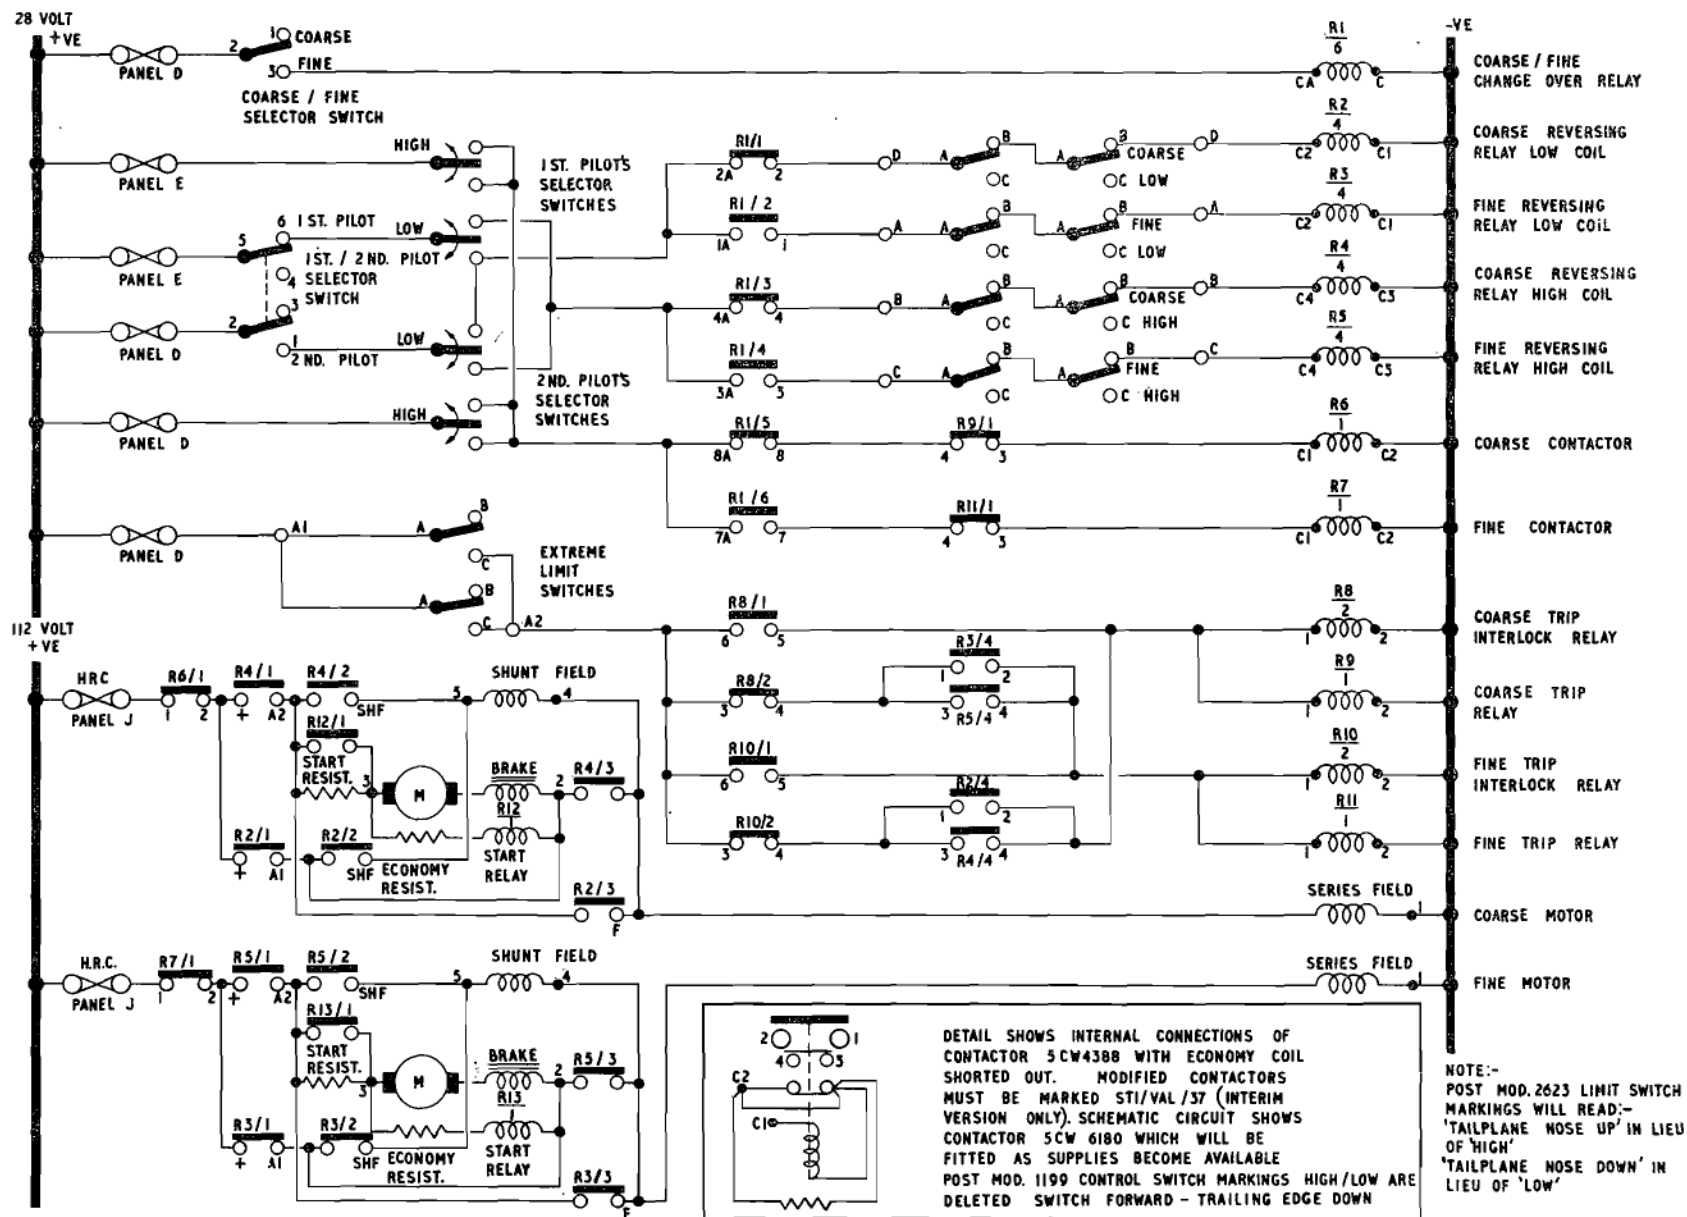 28 VOLT
+VE
-VE
PANEL D
2
1
COARSE
3
FINE
COARSE / FINE
SELECTOR SWITCH
R1
6
CA
C
COARSE / FINE
CHANGE OVER RELAY
PANEL E
HIGH
1 ST. PILOT'S
SELECTOR
SWITCHES
R1/1
2A
2
D
A
B
C
A
B
COARSE
C LOW
D
R2
4
C2
C1
COARSE REVERSING
RELAY LOW COIL
PANEL E
5
6
1 ST. PILOT
LOW
4
1ST. / 2ND. PILOT
SELECTOR
SWITCH
R1 / 2
1A
1
A
A
B
C
A
B
FINE
C LOW
A
R3
4
C2
C1
FINE REVERSING
RELAY LOW COIL
PANEL D
2
3
1
2 ND. PILOT
LOW
R1/3
4A
4
B
A
B
C
A
B
COARSE
C HIGH
B
R4
4
C4
C3
COARSE REVERSING
RELAY HIGH COIL
R1/4
3A
3
C
A
B
C
A
B
FINE
C HIGH
C
R5
4
C4
C3
FINE REVERSING
RELAY HIGH COIL
PANEL D
HIGH
2 ND. PILOT'S
SELECTOR
SWITCHES
R1/5
8A
8
R9/1
4
3
R6
1
C1
C2
COARSE CONTACTOR
R1 /6
7A
7
R11/1
4
3
R7
1
C1
C2
FINE CONTACTOR
PANEL D
A1
A
B
C
A
B
C
A2
EXTREME
LIMIT
SWITCHES
R8/1
6
5
R8
2
1
2
COARSE TRIP
INTERLOCK RELAY
R8/2
3
4
R3/4
1
2
3
R5/4
4
R9
1
1
2
COARSE TRIP
RELAY
R10/1
6
5
R10
2
1
2
FINE TRIP
INTERLOCK RELAY
R10/2
3
4
R2/4
1
2
3
R4/4
4
R11
1
1
2
FINE TRIP RELAY
112 VOLT
+VE
HRC
PANEL J
R6/1
1
2
R4/1
+
A2
R4/2
SHF
SHUNT FIELD
5
4
R12/1
START
RESIST.
3
M
BRAKE
2
R4/3
R12
START
RELAY
R2/1
+
A1
R2/2
SHF
ECONOMY
RESIST.
R2/3
F
SERIES FIELD
1
COARSE MOTOR
H.R.C.
PANEL J
R7/1
1
2
R5/1
+
A2
R5/2
SHF
SHUNT FIELD
5
4
R13/1
START
RESIST.
3
M
BRAKE
2
R5/3
R13
1
START
RELAY
R3/1
+
A1
R3/2
SHF
ECONOMY
RESIST.
R3/3
F
SERIES FIELD
1
FINE MOTOR
2
1
4
3
C2
C1
DETAIL SHOWS INTERNAL CONNECTIONS OF
CONTACTOR 5 CW4388 WITH ECONOMY COIL
SHORTED OUT. MODIFIED CONTACTORS
MUST BE MARKED STI/VAL /37 (INTERIM
VERSION ONLY). SCHEMATIC CIRCUIT SHOWS
CONTACTOR 5CW 6180 WHICH WILL BE
FITTED AS SUPPLIES BECOME AVAILABLE
POST MOD. 1199 CONTROL SWITCH MARKINGS HIGH/LOW ARE
DELETED SWITCH FORWARD - TRAILING EDGE DOWN
NOTE:-
POST MOD. 2623 LIMIT SWITCH
MARKINGS WILL READ:-
'TAILPLANE NOSE UP' IN LIEU
OF 'HIGH'
'TAILPLANE NOSE DOWN' IN
LIEU OF 'LOW'